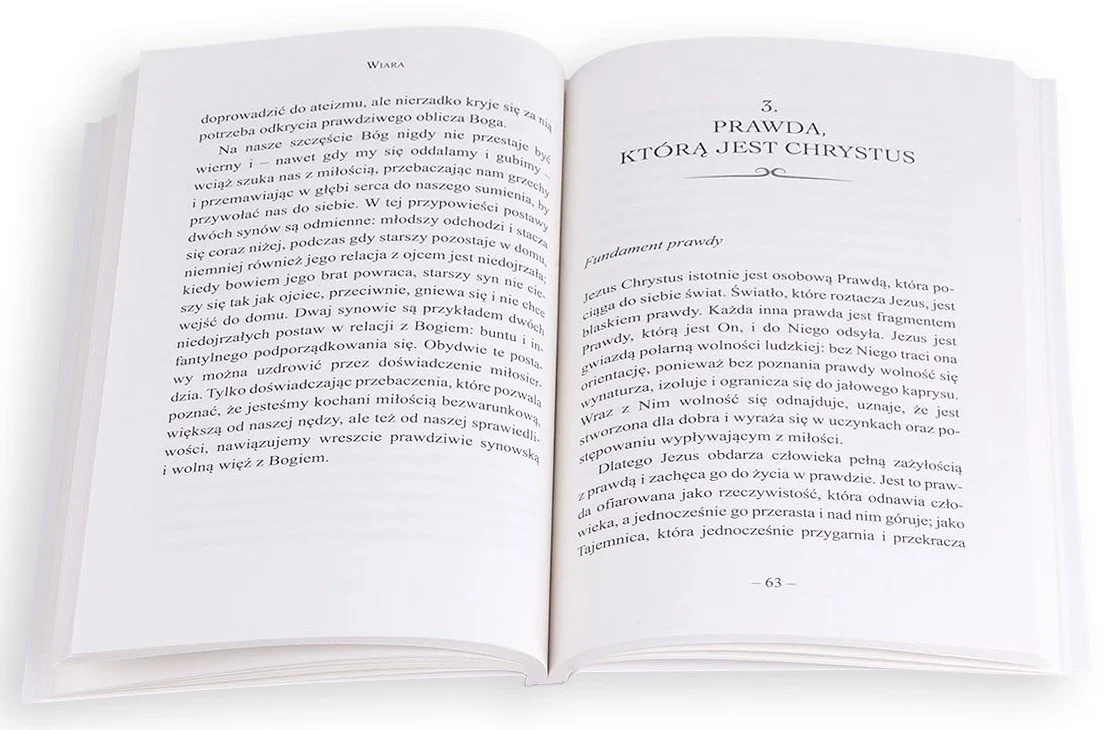 WIARA
doprowadzić do ateizmu, ale nierzadko kryje się za nią
potrzeba odkrycia prawdziwego oblicza Boga.
Na nasze szczęście Bóg nigdy nie przestaje być
wierny i – nawet gdy my się oddalamy i gubimy –
wciąż szuka nas z miłością, przebaczając nam grzechy
i przemawiając w głębi serca do naszego sumienia, by
przywołać nas do siebie. W tej przypowieści postawy
dwóch synów są odmienne: młodszy odchodzi i stacza
się coraz niżej, podczas gdy starszy pozostaje w domu,
niemniej również jego relacja z ojcem jest niedojrzała;
kiedy bowiem jego brat powraca, starszy syn nie cie-
szy się tak jak ojciec, przeciwnie, gniewa się i nie chce
wejść do domu. Dwaj synowie są przykładem dwóch
niedojrzałych postaw w relacji z Bogiem: buntu i in-
fantylnego podporządkowania się. Obydwie te posta-
wy można uzdrowić przez doświadczenie miłosier-
dzia. Tylko doświadczając przebaczenia, które pozwala
poznać, że jesteśmy kochani miłością bezwarunkową,
większą od naszej nędzy, ale też od naszej sprawiedli-
wości, nawiązujemy wreszcie prawdziwie synowską
i wolną więź z Bogiem.
3.
PRAWDA,
KTÓRĄ JEST CHRYSTUS
Fundament prawdy
Jezus Chrystus istotnie jest osobową Prawdą, która po-
ciąga do siebie świat. Światło, które roztacza Jezus, jest
blaskiem prawdy. Każda inna prawda jest fragmentem
Prawdy, którą jest On, i do Niego odsyła. Jezus jest
gwiazdą polarną wolności ludzkiej: bez Niego traci ona
orientację, ponieważ bez poznania prawdy wolność się
wynaturza, izoluje i ogranicza się do jałowego kaprysu.
Wraz z Nim wolność się odnajduje, uznaje, że jest
stworzona dla dobra i wyraża się w uczynkach oraz po-
stępowaniu wypływającym z miłości.
Dlatego Jezus obdarza człowieka pełną zażyłością
z prawdą i zachęca go do życia w prawdzie. Jest to praw-
da ofiarowana jako rzeczywistość, która odnawia czło-
wieka, a jednocześnie go przerasta i nad nim góruje; jako
Tajemnica, która jednocześnie przygarnia i przekracza
– 63 –